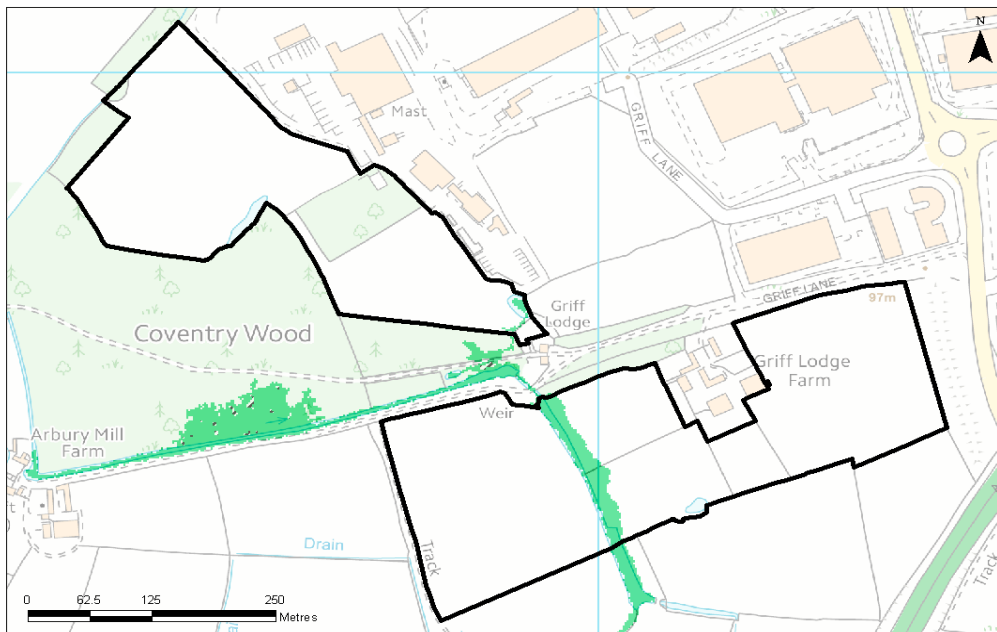 N
Mast
GRIFF LANE
Griff
Lodge
GRIFF LANE
97m
Coventry Wood
Griff Lodge
Farm
Weir
Arbury Mill
Farm
Drain
Track
Track
0 62.5 125 250
Metres